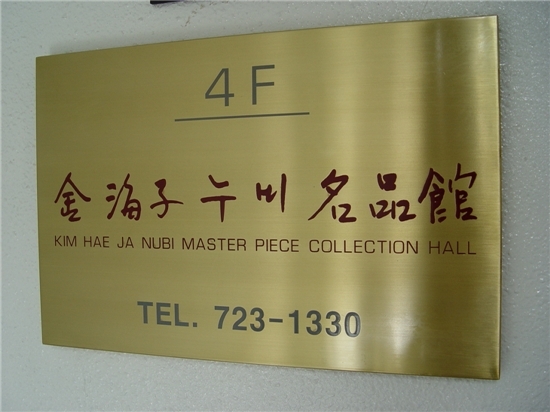 4F
金海子 누비 名品館
KIM HAE JA NUBI MASTER PIECE COLLECTION HALL
TEL. 723-1330